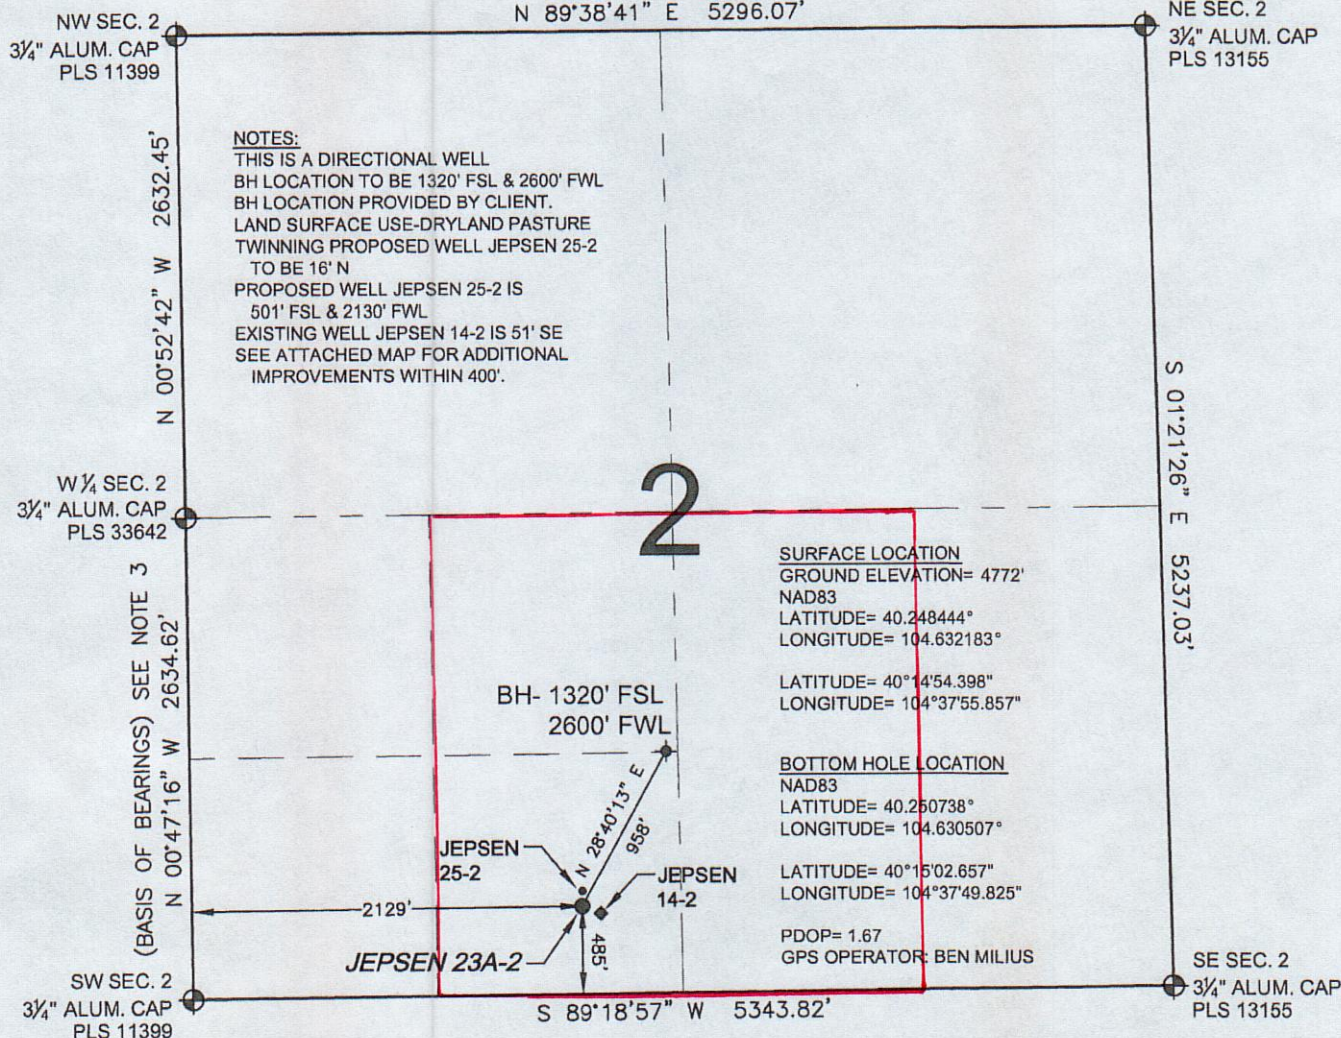 N 89°38'41" E 5296.07'
NW SEC. 2
3¼" ALUM. CAP
PLS 11399
NE SEC. 2
3¼" ALUM. CAP
PLS 13155
NOTES:
THIS IS A DIRECTIONAL WELL
BH LOCATION TO BE 1320' FSL & 2600' FWL
BH LOCATION PROVIDED BY CLIENT.
LAND SURFACE USE-DRYLAND PASTURE
TWINNING PROPOSED WELL JEPSEN 25-2
TO BE 16' N
PROPOSED WELL JEPSEN 25-2 IS
501' FSL & 2130' FWL
EXISTING WELL JEPSEN 14-2 IS 51' SE
SEE ATTACHED MAP FOR ADDITIONAL
IMPROVEMENTS WITHIN 400'.
N 00°52'42" W 2632.45'
S 01°21'26" E 5237.03'
W ¼ SEC. 2
3¼" ALUM. CAP
PLS 33642
2
(BASIS OF BEARINGS) SEE NOTE 3
N 00°47'16" W 2634.62'
SURFACE LOCATION
GROUND ELEVATION= 4772'
NAD83
LATITUDE= 40.248444°
LONGITUDE= 104.632183°
LATITUDE= 40°14'54.398"
LONGITUDE= 104°37'55.857"
BH- 1320' FSL
2600' FWL
BOTTOM HOLE LOCATION
NAD83
LATITUDE= 40.250738°
LONGITUDE= 104.630507°
LATITUDE= 40°15'02.657"
LONGITUDE= 104°37'49.825"
PDOP= 1.67
GPS OPERATOR: BEN MILIUS
N 28°40'13" E
958'
JEPSEN
25-2
JEPSEN
14-2
2129'
485'
JEPSEN 23A-2
SW SEC. 2
3¼" ALUM. CAP
PLS 11399
S 89°18'57" W 5343.82'
SE SEC. 2
3¼" ALUM. CAP
PLS 13155